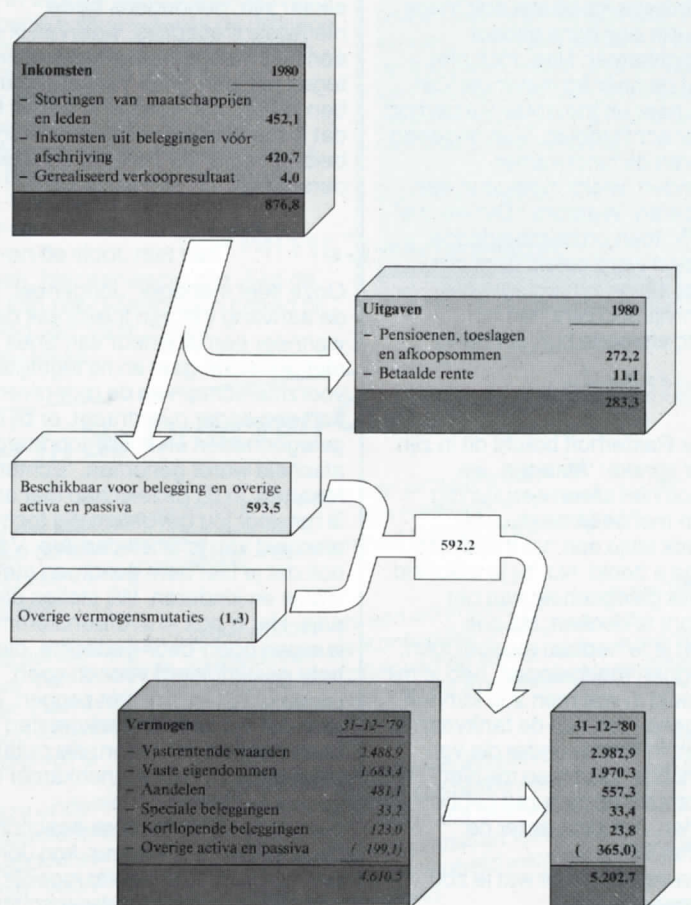 Inkomsten 1980
– Stortingen van maatschappijen
en leden 452,1
– Inkomsten uit beleggingen vóór
afschrijving 420,7
– Gerealiseerd verkoopresultaat 4,0
876,8
Uitgaven 1980
– Pensioenen, toeslagen
en afkoopsommen 272,2
– Betaalde rente 11,1
283,3
Beschikbaar voor belegging en overige
activa en passiva 593,5
592,2
Overige vermogensmutaties (1,3)
Vermogen 31–12–'79 31–12–'80
– Vastrentende waarden 2.488,9 2.982,9
– Vaste eigendommen 1.683,4 1.970,3
– Aandelen 481,1 557,3
– Speciale beleggingen 33,2 33,4
– Kortlopende beleggingen 123,0 23,8
– Overige activa en passiva ( 199,1) ( 365,0)
4.610,5 5.202,7